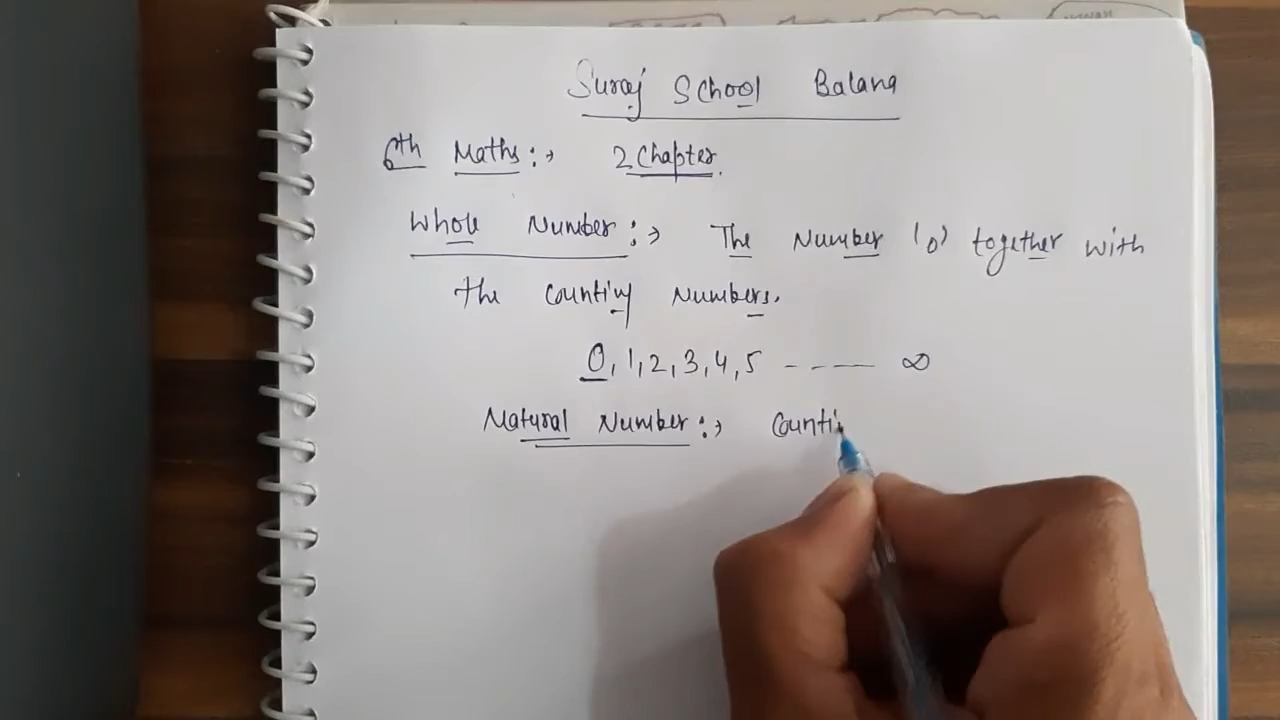 Suraj School Balana
6th Maths:→ 2 Chapter.
Whole Number:→ The Number '0' together with
the counting Numbers.
0, 1, 2, 3, 4, 5 ----- ∞
Natural Number:→ Counti